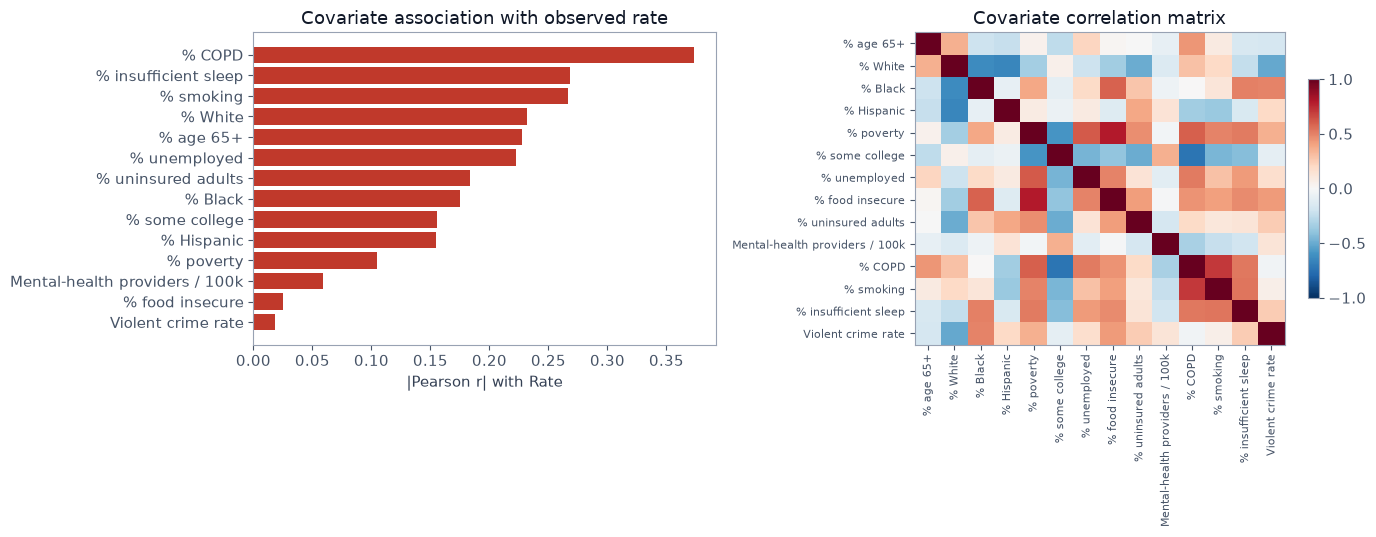 Covariate association with observed rate
% COPD
% insufficient sleep
% smoking
% White
% age 65+
% unemployed
% uninsured adults
% Black
% some college
% Hispanic
% poverty
Mental-health providers / 100k
% food insecure
Violent crime rate
0.00 0.05 0.10 0.15 0.20 0.25 0.30 0.35
|Pearson r| with Rate
Covariate correlation matrix
% age 65+
% White
% Black
% Hispanic
% poverty
% some college
% unemployed
% food insecure
% uninsured adults
Mental-health providers / 100k
% COPD
% smoking
% insufficient sleep
Violent crime rate
% age 65+
% White
% Black
% Hispanic
% poverty
% some college
% unemployed
% food insecure
% uninsured adults
Mental-health providers / 100k
% COPD
% smoking
% insufficient sleep
Violent crime rate
1.0
0.5
0.0
−0.5
−1.0